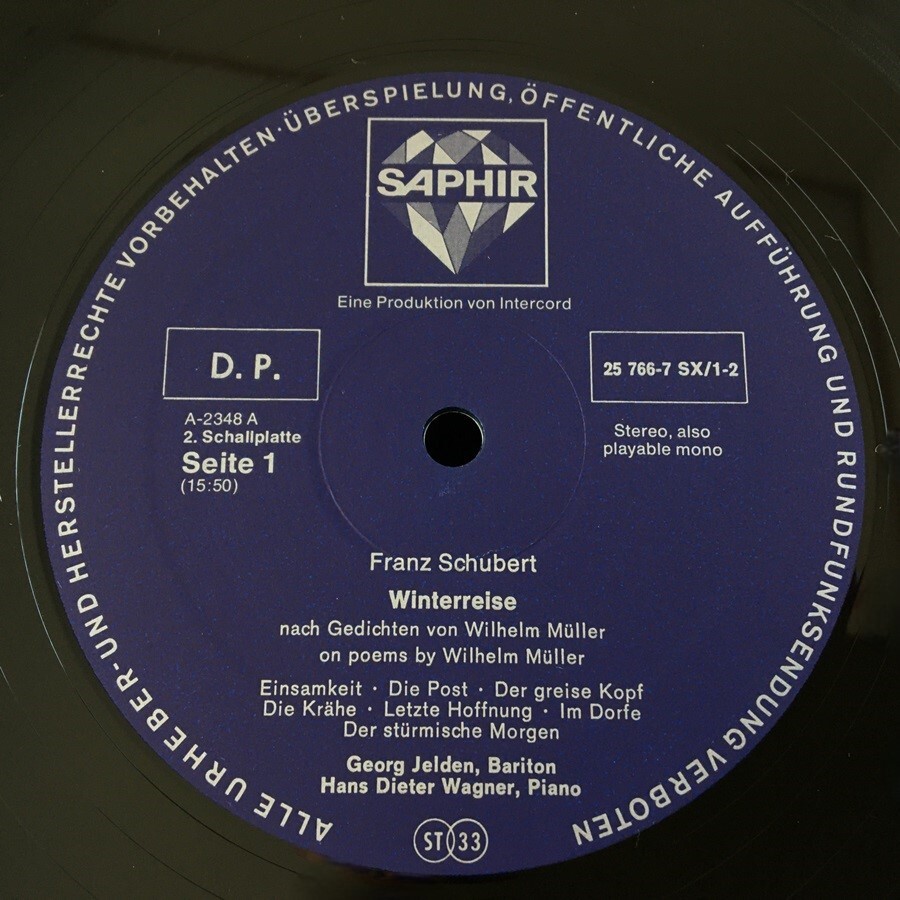 ALLE URHEBER- UND HERSTELLERRECHTE VORBEHALTEN · ÜBERSPIELUNG, ÖFFENTLICHE AUFFÜHRUNG UND RUNDFUNKSENDUNG VERBOTEN
SAPHIR
Eine Produktion von Intercord
D. P.
25 766-7 SX/1-2
A-2348 A
2. Schallplatte
Seite 1
(15:50)
Stereo, also
playable mono
Franz Schubert
Winterreise
nach Gedichten von Wilhelm Müller
on poems by Wilhelm Müller
Einsamkeit · Die Post · Der greise Kopf
Die Krähe · Letzte Hoffnung · Im Dorfe
Der stürmische Morgen
Georg Jelden, Bariton
Hans Dieter Wagner, Piano
ST 33